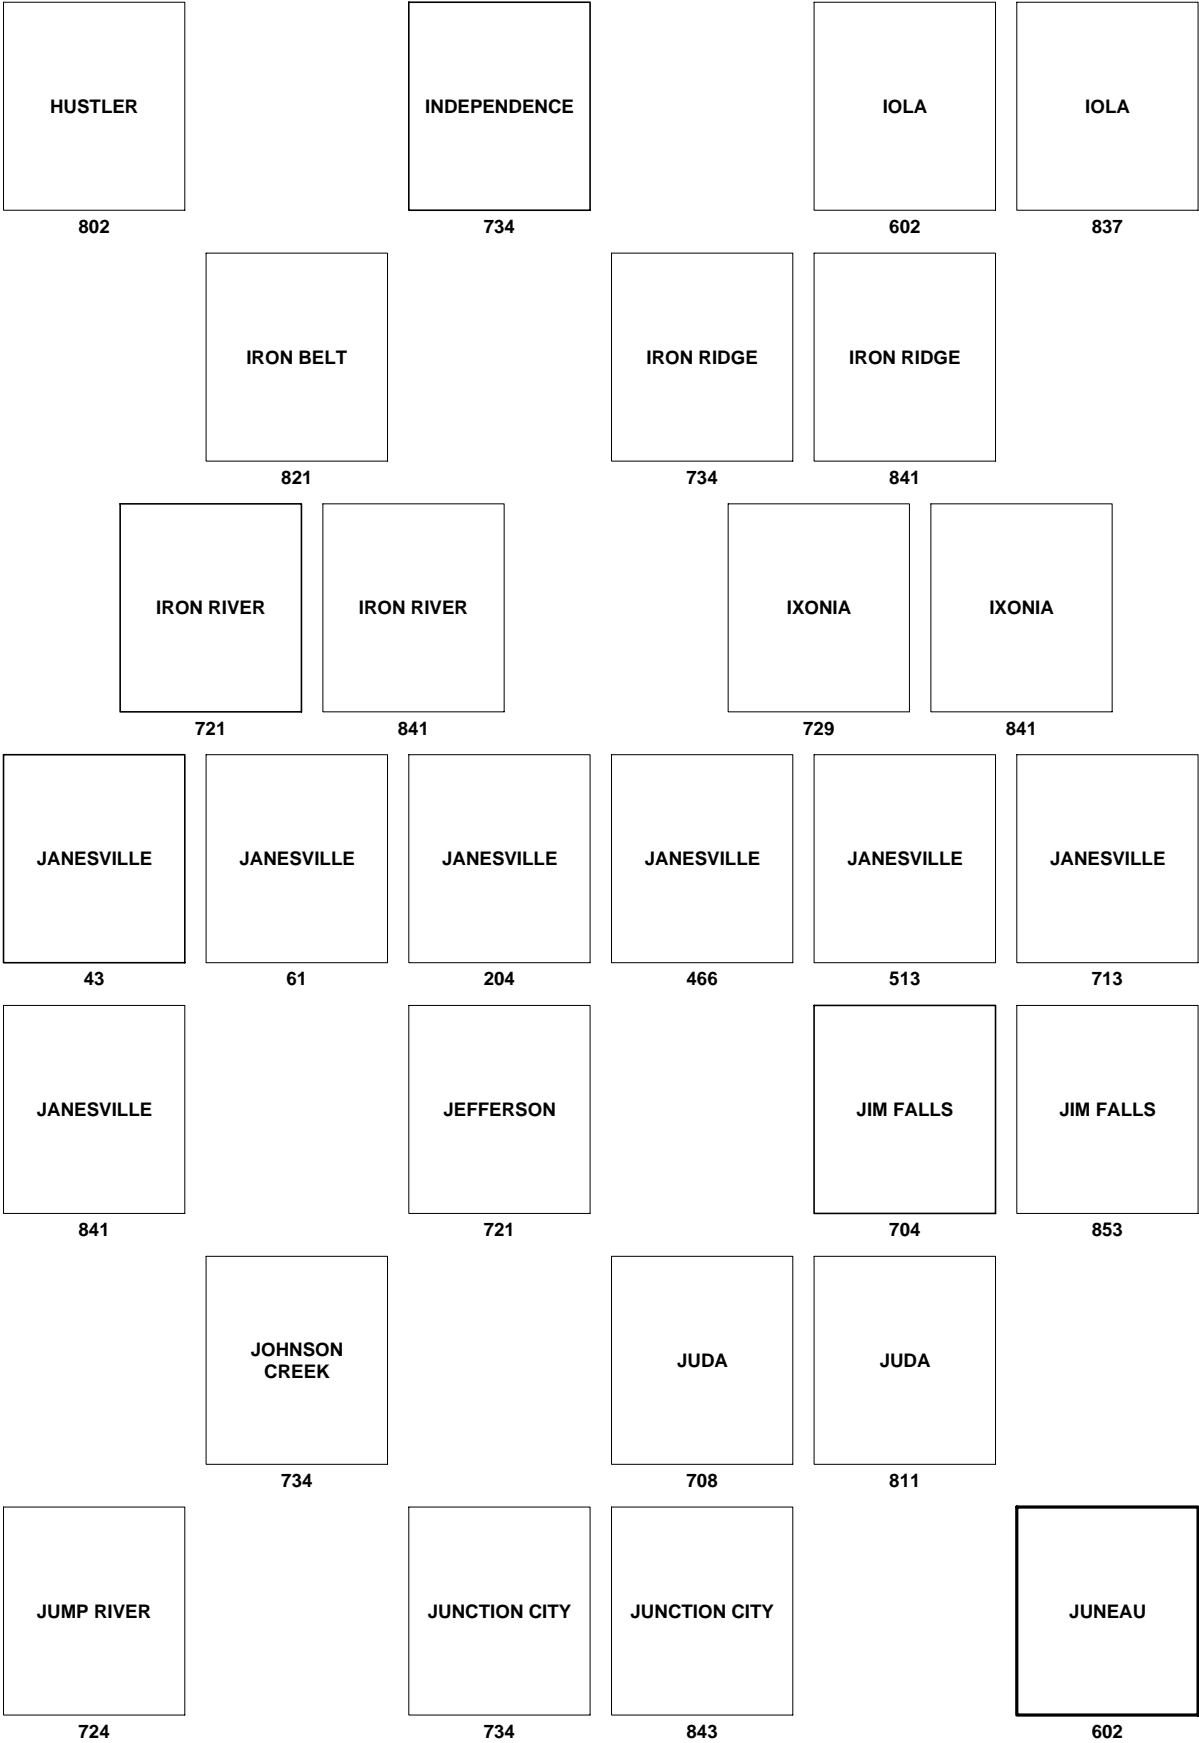 HUSTLER INDEPENDENCE IOLA IOLA
802 734 602 837
IRON BELT IRON RIDGE IRON RIDGE
821 734 841
IRON RIVER IRON RIVER IXONIA IXONIA
721 841 729 841
JANESVILLE JANESVILLE JANESVILLE JANESVILLE JANESVILLE JANESVILLE
43 61 204 466 513 713
JANESVILLE JEFFERSON JIM FALLS JIM FALLS
841 721 704 853
JOHNSON
CREEK JUDA JUDA
734 708 811
JUMP RIVER JUNCTION CITY JUNCTION CITY JUNEAU
724 734 843 602